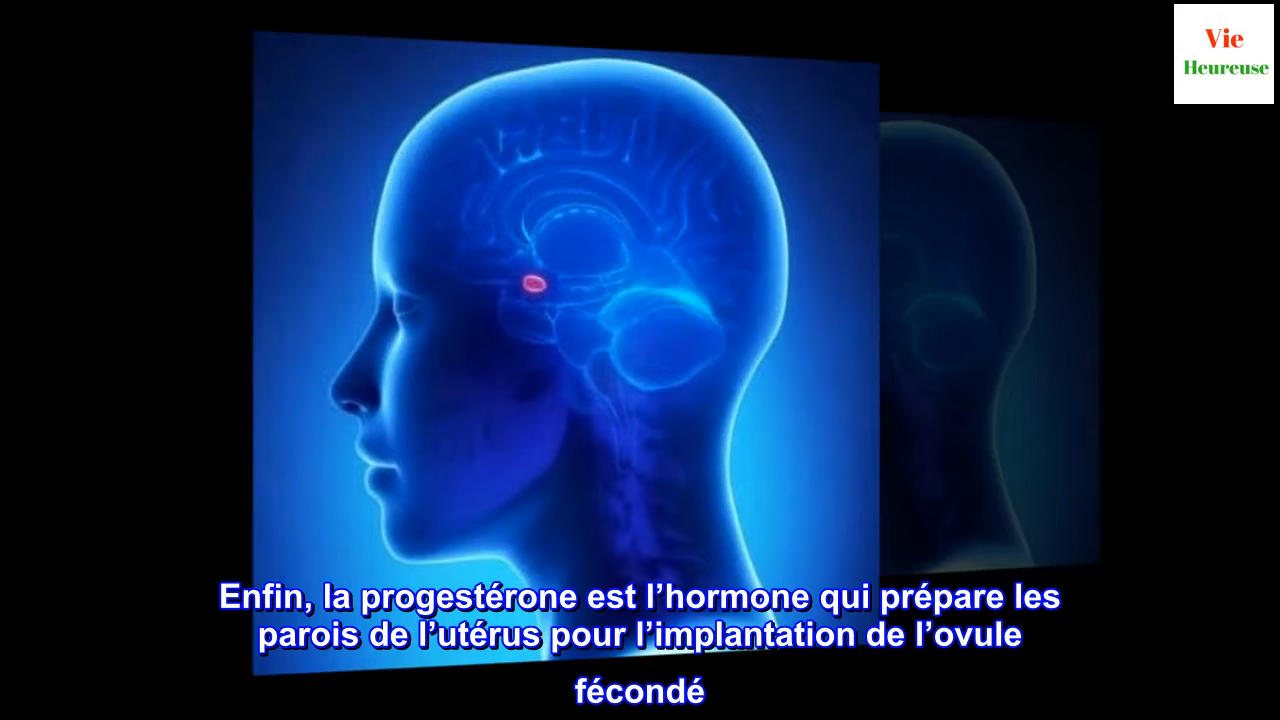 Vie
Heureuse
Enfin, la progestérone est l’hormone qui prépare les
parois de l’utérus pour l’implantation de l’ovule
fécondé